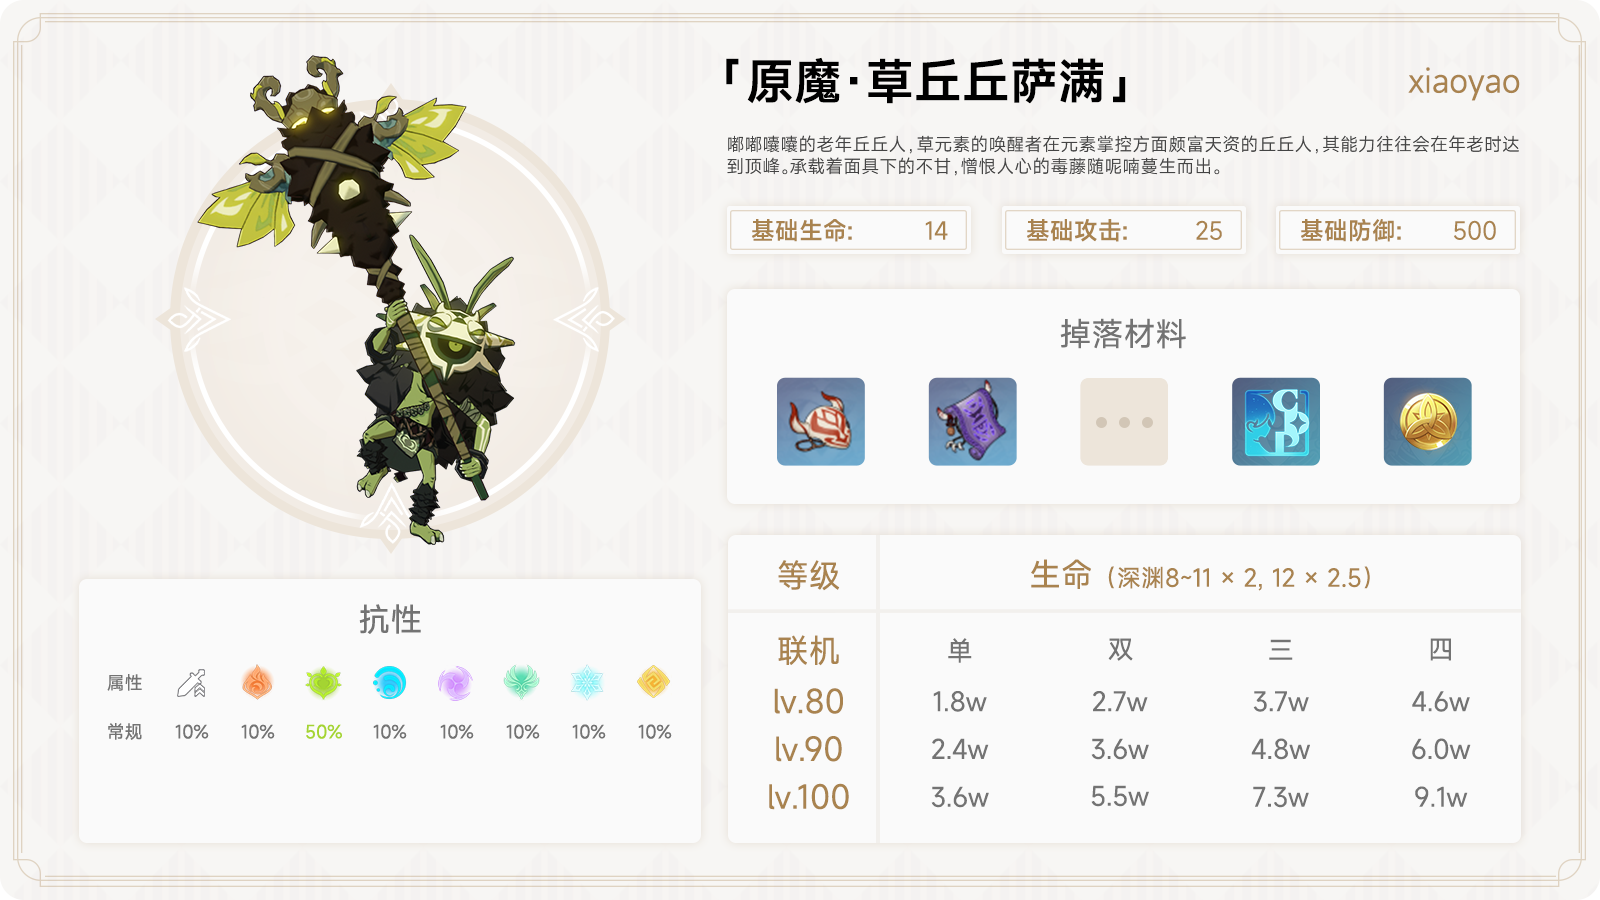 「原魔·草丘丘萨满」
xiaoyao
嘟嘟囔囔的老年丘丘人,草元素的唤醒者在元素掌控方面颇富天资的丘丘人,其能力往往会在年老时达
到顶峰。承载着面具下的不甘,憎恨人心的毒藤随呢喃蔓生而出。
基础生命: 14
基础攻击: 25
基础防御: 500
掉落材料
COP
抗性
属性
常规 10% 10% 50% 10% 10% 10% 10% 10%
等级 生命 (深渊8~11 × 2, 12 × 2.5)
联机 单 双 三 四
lv.80 1.8w 2.7w 3.7w 4.6w
lv.90 2.4w 3.6w 4.8w 6.0w
lv.100 3.6w 5.5w 7.3w 9.1w